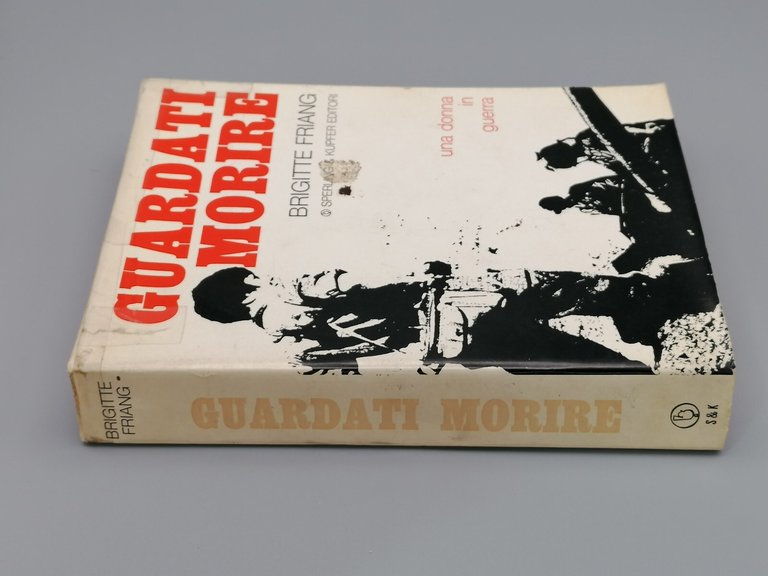 GUARDATI
MORIRE
BRIGITTE FRIANG
© SPERLING & KUPFER EDITORI
una donna
in
guerra
BRIGITTE
FRIANG
GUARDATI MORIRE
S&K